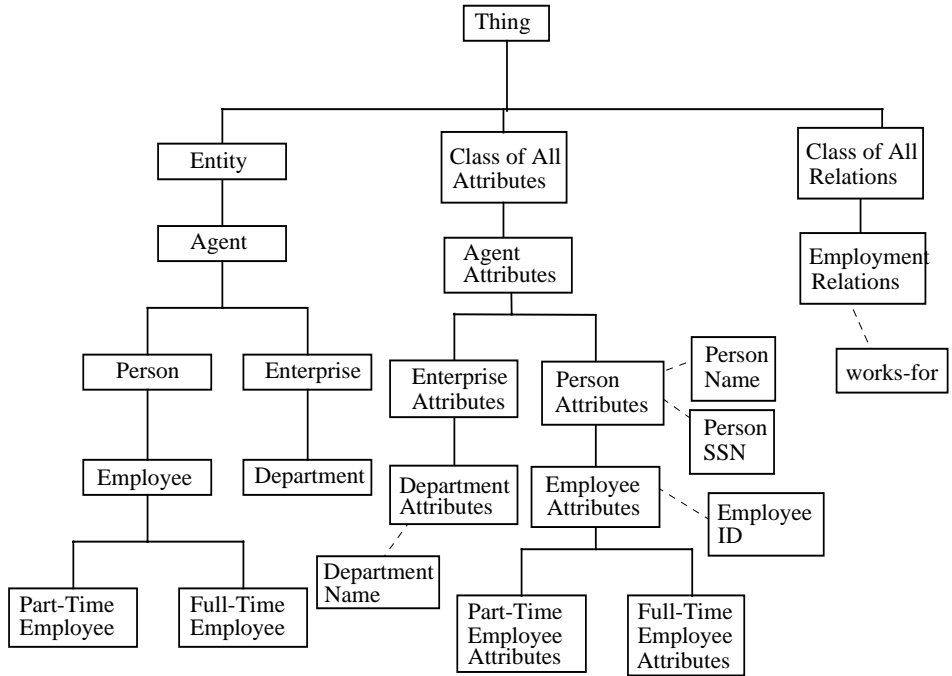 Thing
Entity
Class of All
Attributes
Class of All
Relations
Agent
Agent
Attributes
Employment
Relations
Person
Enterprise
Enterprise
Attributes
Person
Attributes
Person
Name
works-for
Person
SSN
Employee
Department
Department
Attributes
Employee
Attributes
Employee
ID
Department
Name
Part-Time
Employee
Full-Time
Employee
Part-Time
Employee
Attributes
Full-Time
Employee
Attributes